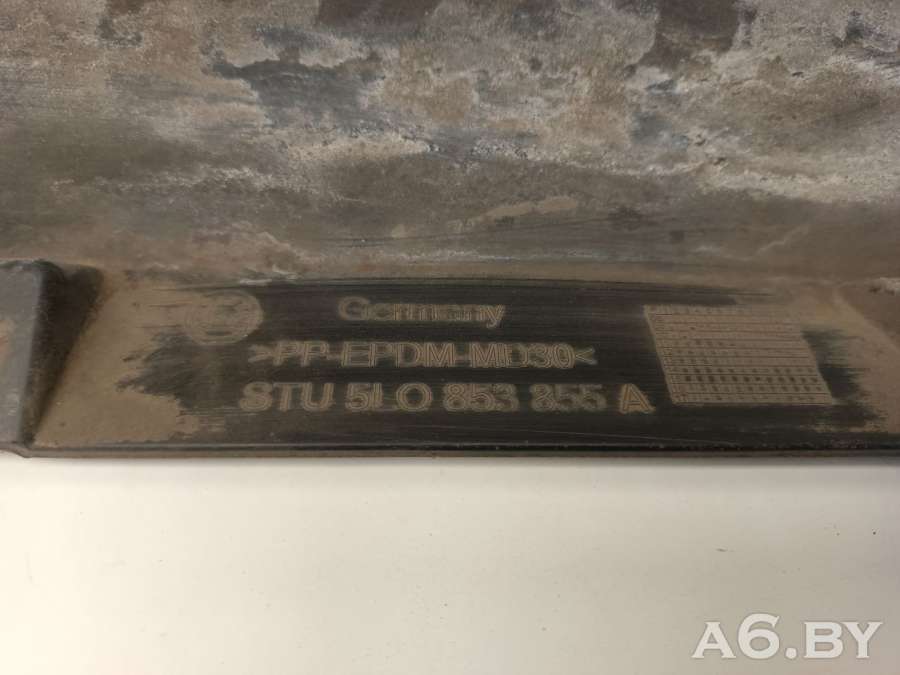 Germany
>PP-EPDM-MD30<
STU 5L0 853 855 A
A6.BY